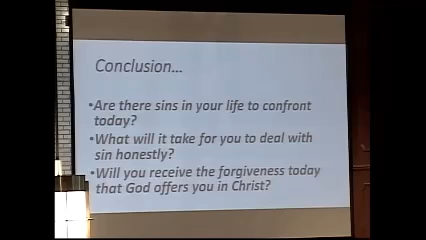 Conclusion...
•Are there sins in your life to confront
today?
•What will it take for you to deal with
sin honestly?
•Will you receive the forgiveness today
that God offers you in Christ?